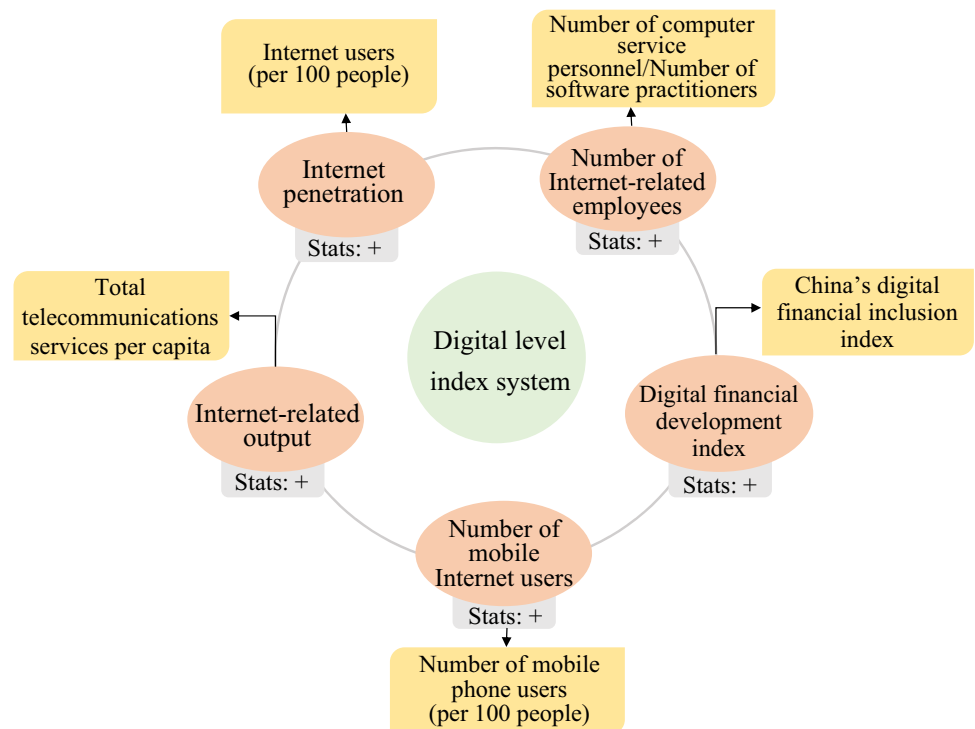 Internet users
(per 100 people)
Number of computer
service
personnel/Number of
software practitioners
Internet
penetration
Stats: +
Number of
Internet-related
employees
Stats: +
Total
telecommunications
services per capita
China’s digital
financial inclusion
index
Digital level
index system
Internet-related
output
Stats: +
Digital financial
development
index
Stats: +
Number of
mobile
Internet users
Stats: +
Number of mobile
phone users
(per 100 people)